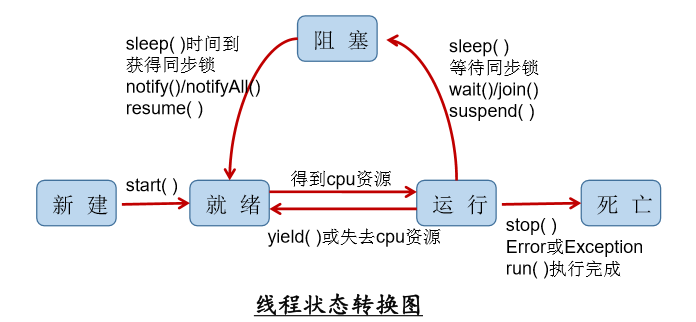 阻 塞
sleep( )时间到
获得同步锁
notify()/notifyAll()
resume( )
sleep( )
等待同步锁
wait()/join()
suspend( )
新 建
start( )
就 绪
得到cpu资源
yield( )或失去cpu资源
运 行
stop( )
Error或Exception
run( )执行完成
死 亡
线程状态转换图